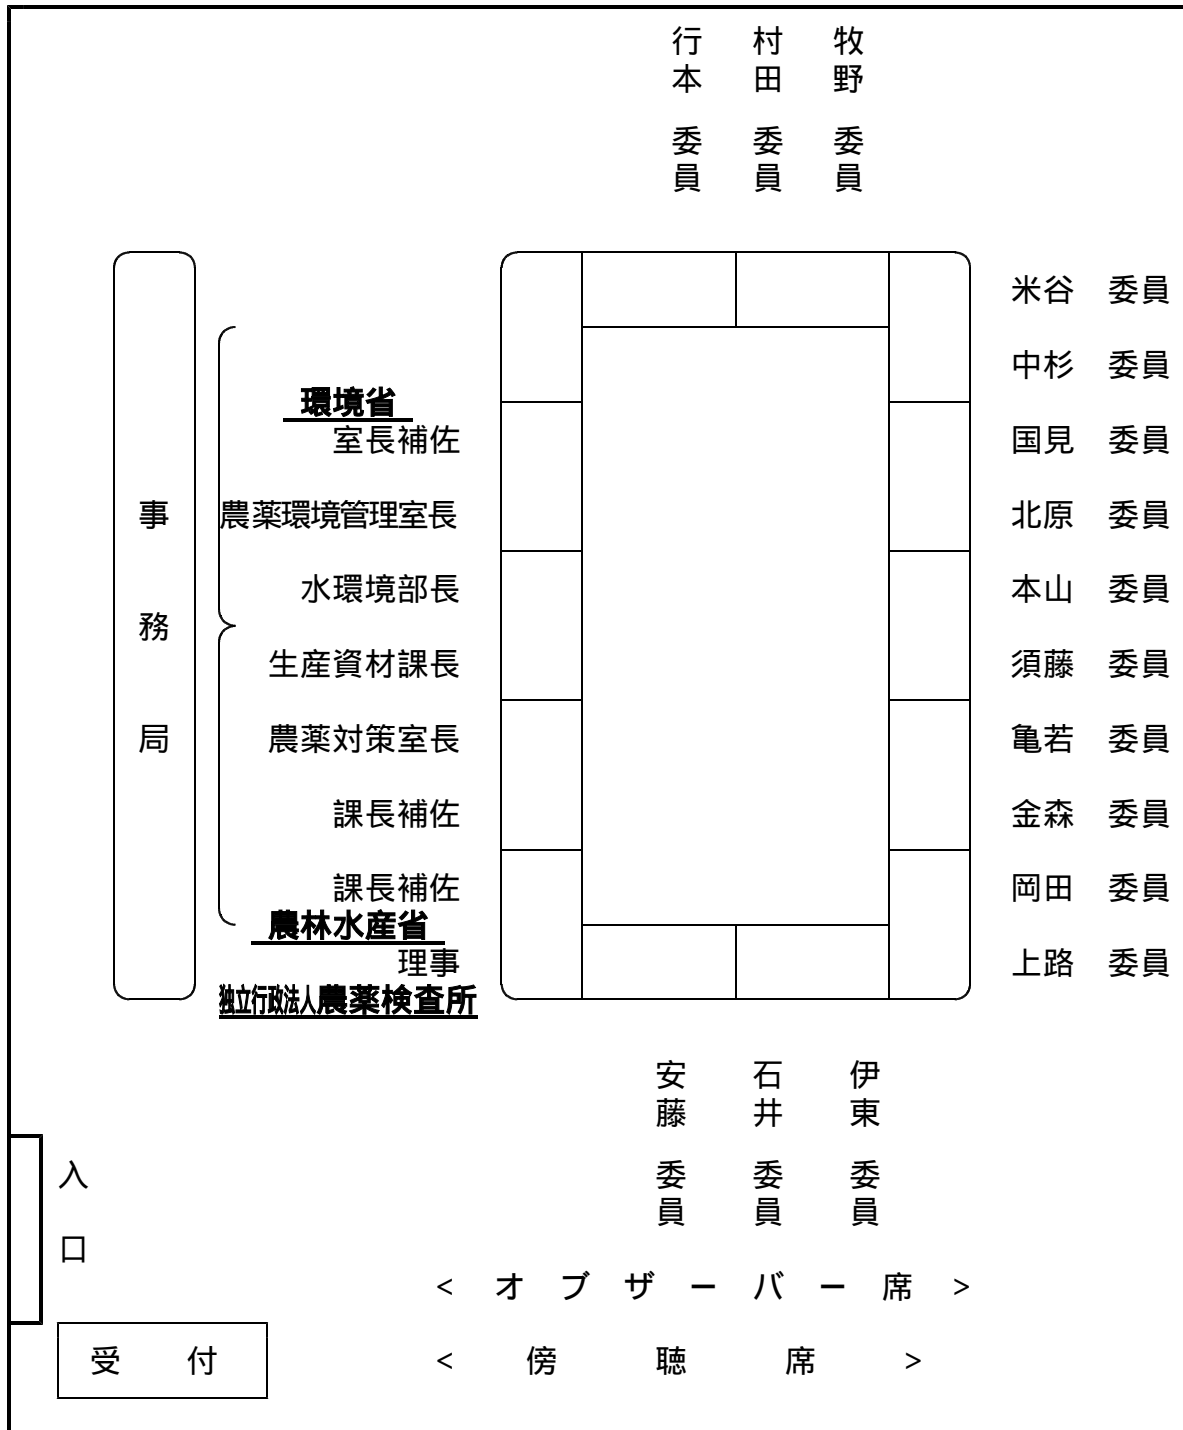 行本 委員
村田 委員
牧野 委員
米谷 委員
中杉 委員
国見 委員
北原 委員
本山 委員
須藤 委員
亀若 委員
金森 委員
岡田 委員
上路 委員
環境省
室長補佐
農薬環境管理室長
水環境部長
生産資材課長
農薬対策室長
課長補佐
課長補佐
農林水産省
理事
独立行政法人農薬検査所
事務局
安藤 委員
石井 委員
伊東 委員
入口
< オ ブ ザ ー バ ー 席 >
受 付
< 傍 聴 席 >